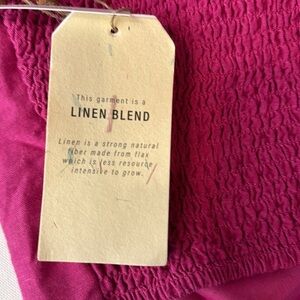 This garment is a
LINEN BLEND
Linen is a strong natural
fiber made from flax
which is less resource
intensive to grow.